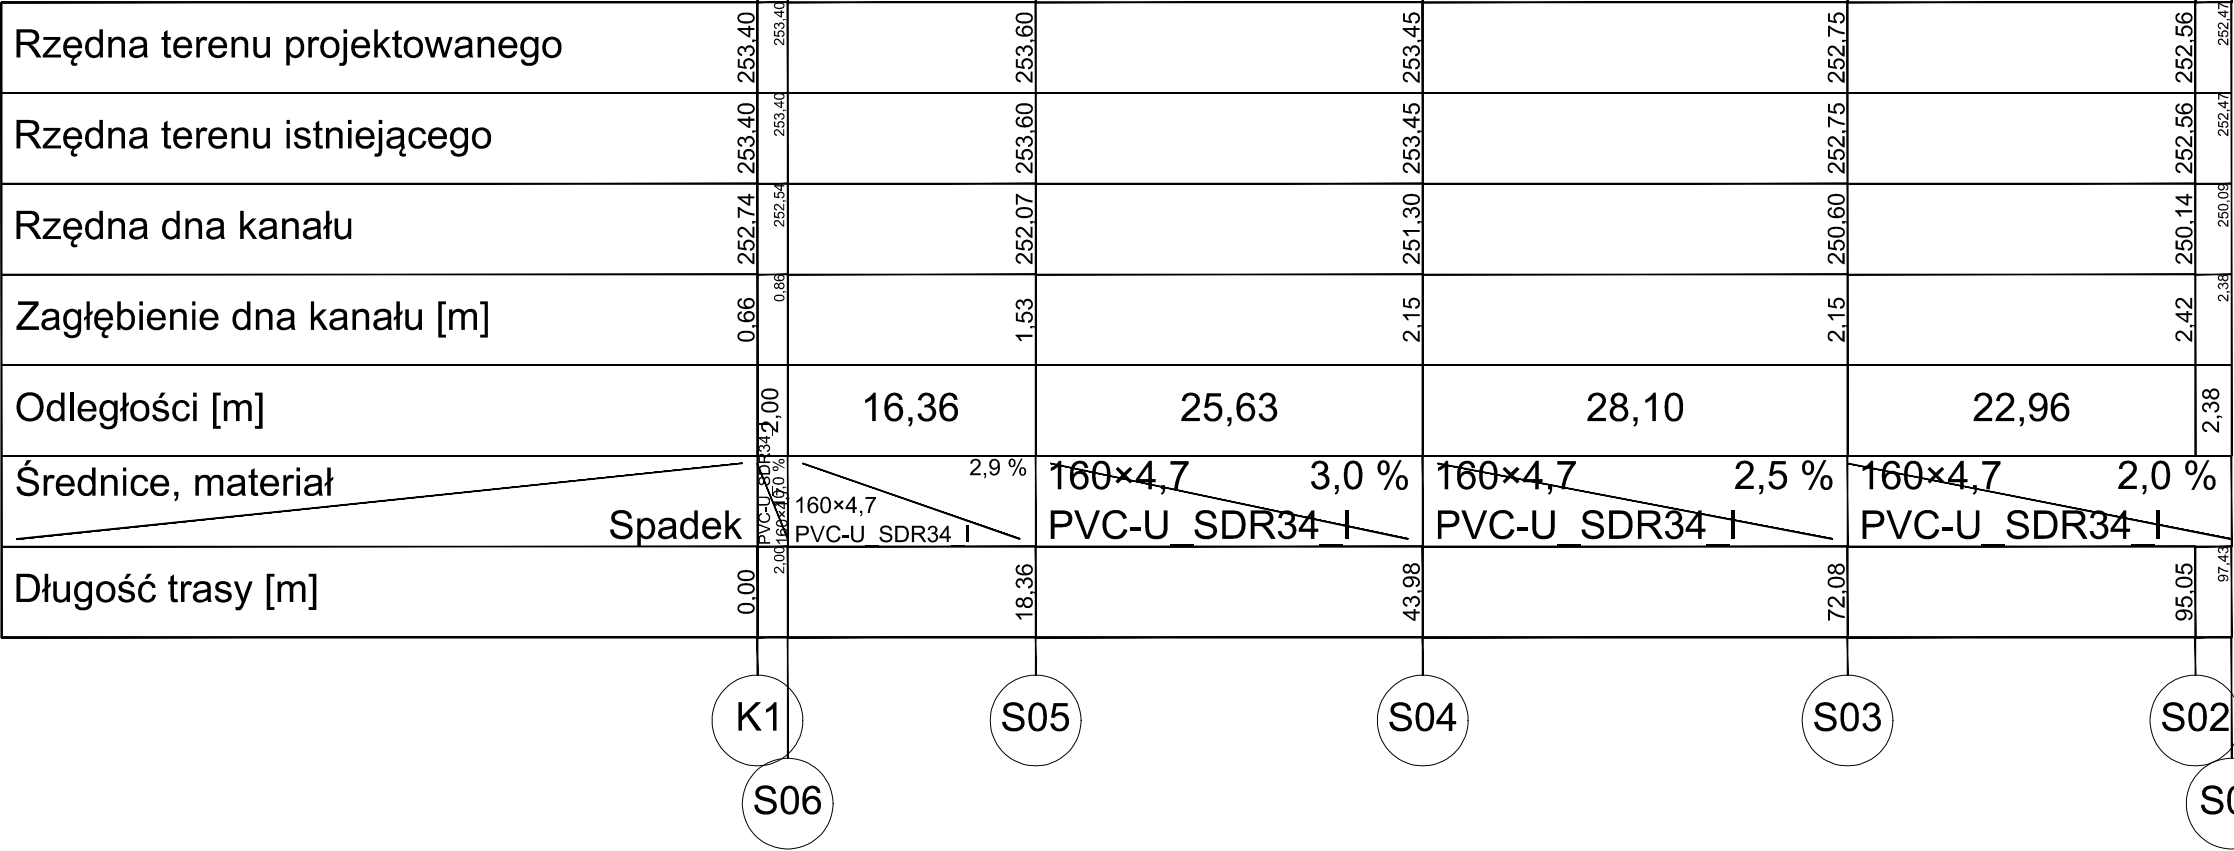 Rzędna terenu projektowanego 253,40 253,40 253,60 253,45 252,75 252,56 252,47
Rzędna terenu istniejącego 253,40 253,40 253,60 253,45 252,75 252,56 252,47
Rzędna dna kanału 252,74 252,54 252,07 251,30 250,60 250,14 250,09
Zagłębienie dna kanału [m] 0,66 0,86 1,53 2,15 2,15 2,42 2,38
Odległości [m] 2,00 16,36 25,63 28,10 22,96 2,38
Średnice, materiał 2,9 % 160×4,7 3,0 % 160×4,7 2,5 % 160×4,7 2,0 %
160×4,7
Spadek PVC-U_SDR34_I PVC-U_SDR34_I PVC-U_SDR34_I PVC-U_SDR34_I
Długość trasy [m] 0,00 2,00 18,36 43,98 72,08 95,05 97,43
K1 S05 S04 S03 S02
S06